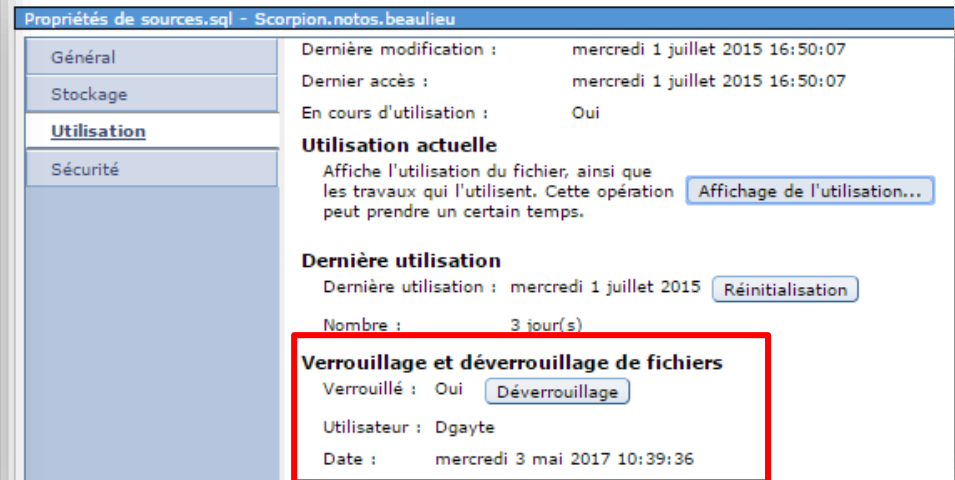 Propriétés de sources.sql - Scorpion.notos.beaulieu
Général
Stockage
Utilisation
Sécurité
Dernière modification : mercredi 1 juillet 2015 16:50:07
Dernier accès : mercredi 1 juillet 2015 16:50:07
En cours d'utilisation : Oui
Utilisation actuelle
Affiche l'utilisation du fichier, ainsi que
les travaux qui l'utilisent. Cette opération
peut prendre un certain temps.
Affichage de l'utilisation...
Dernière utilisation
Dernière utilisation : mercredi 1 juillet 2015 Réinitialisation
Nombre : 3 jour(s)
Verrouillage et déverrouillage de fichiers
Verrouillé : Oui Déverrouillage
Utilisateur : Dgayte
Date : mercredi 3 mai 2017 10:39:36